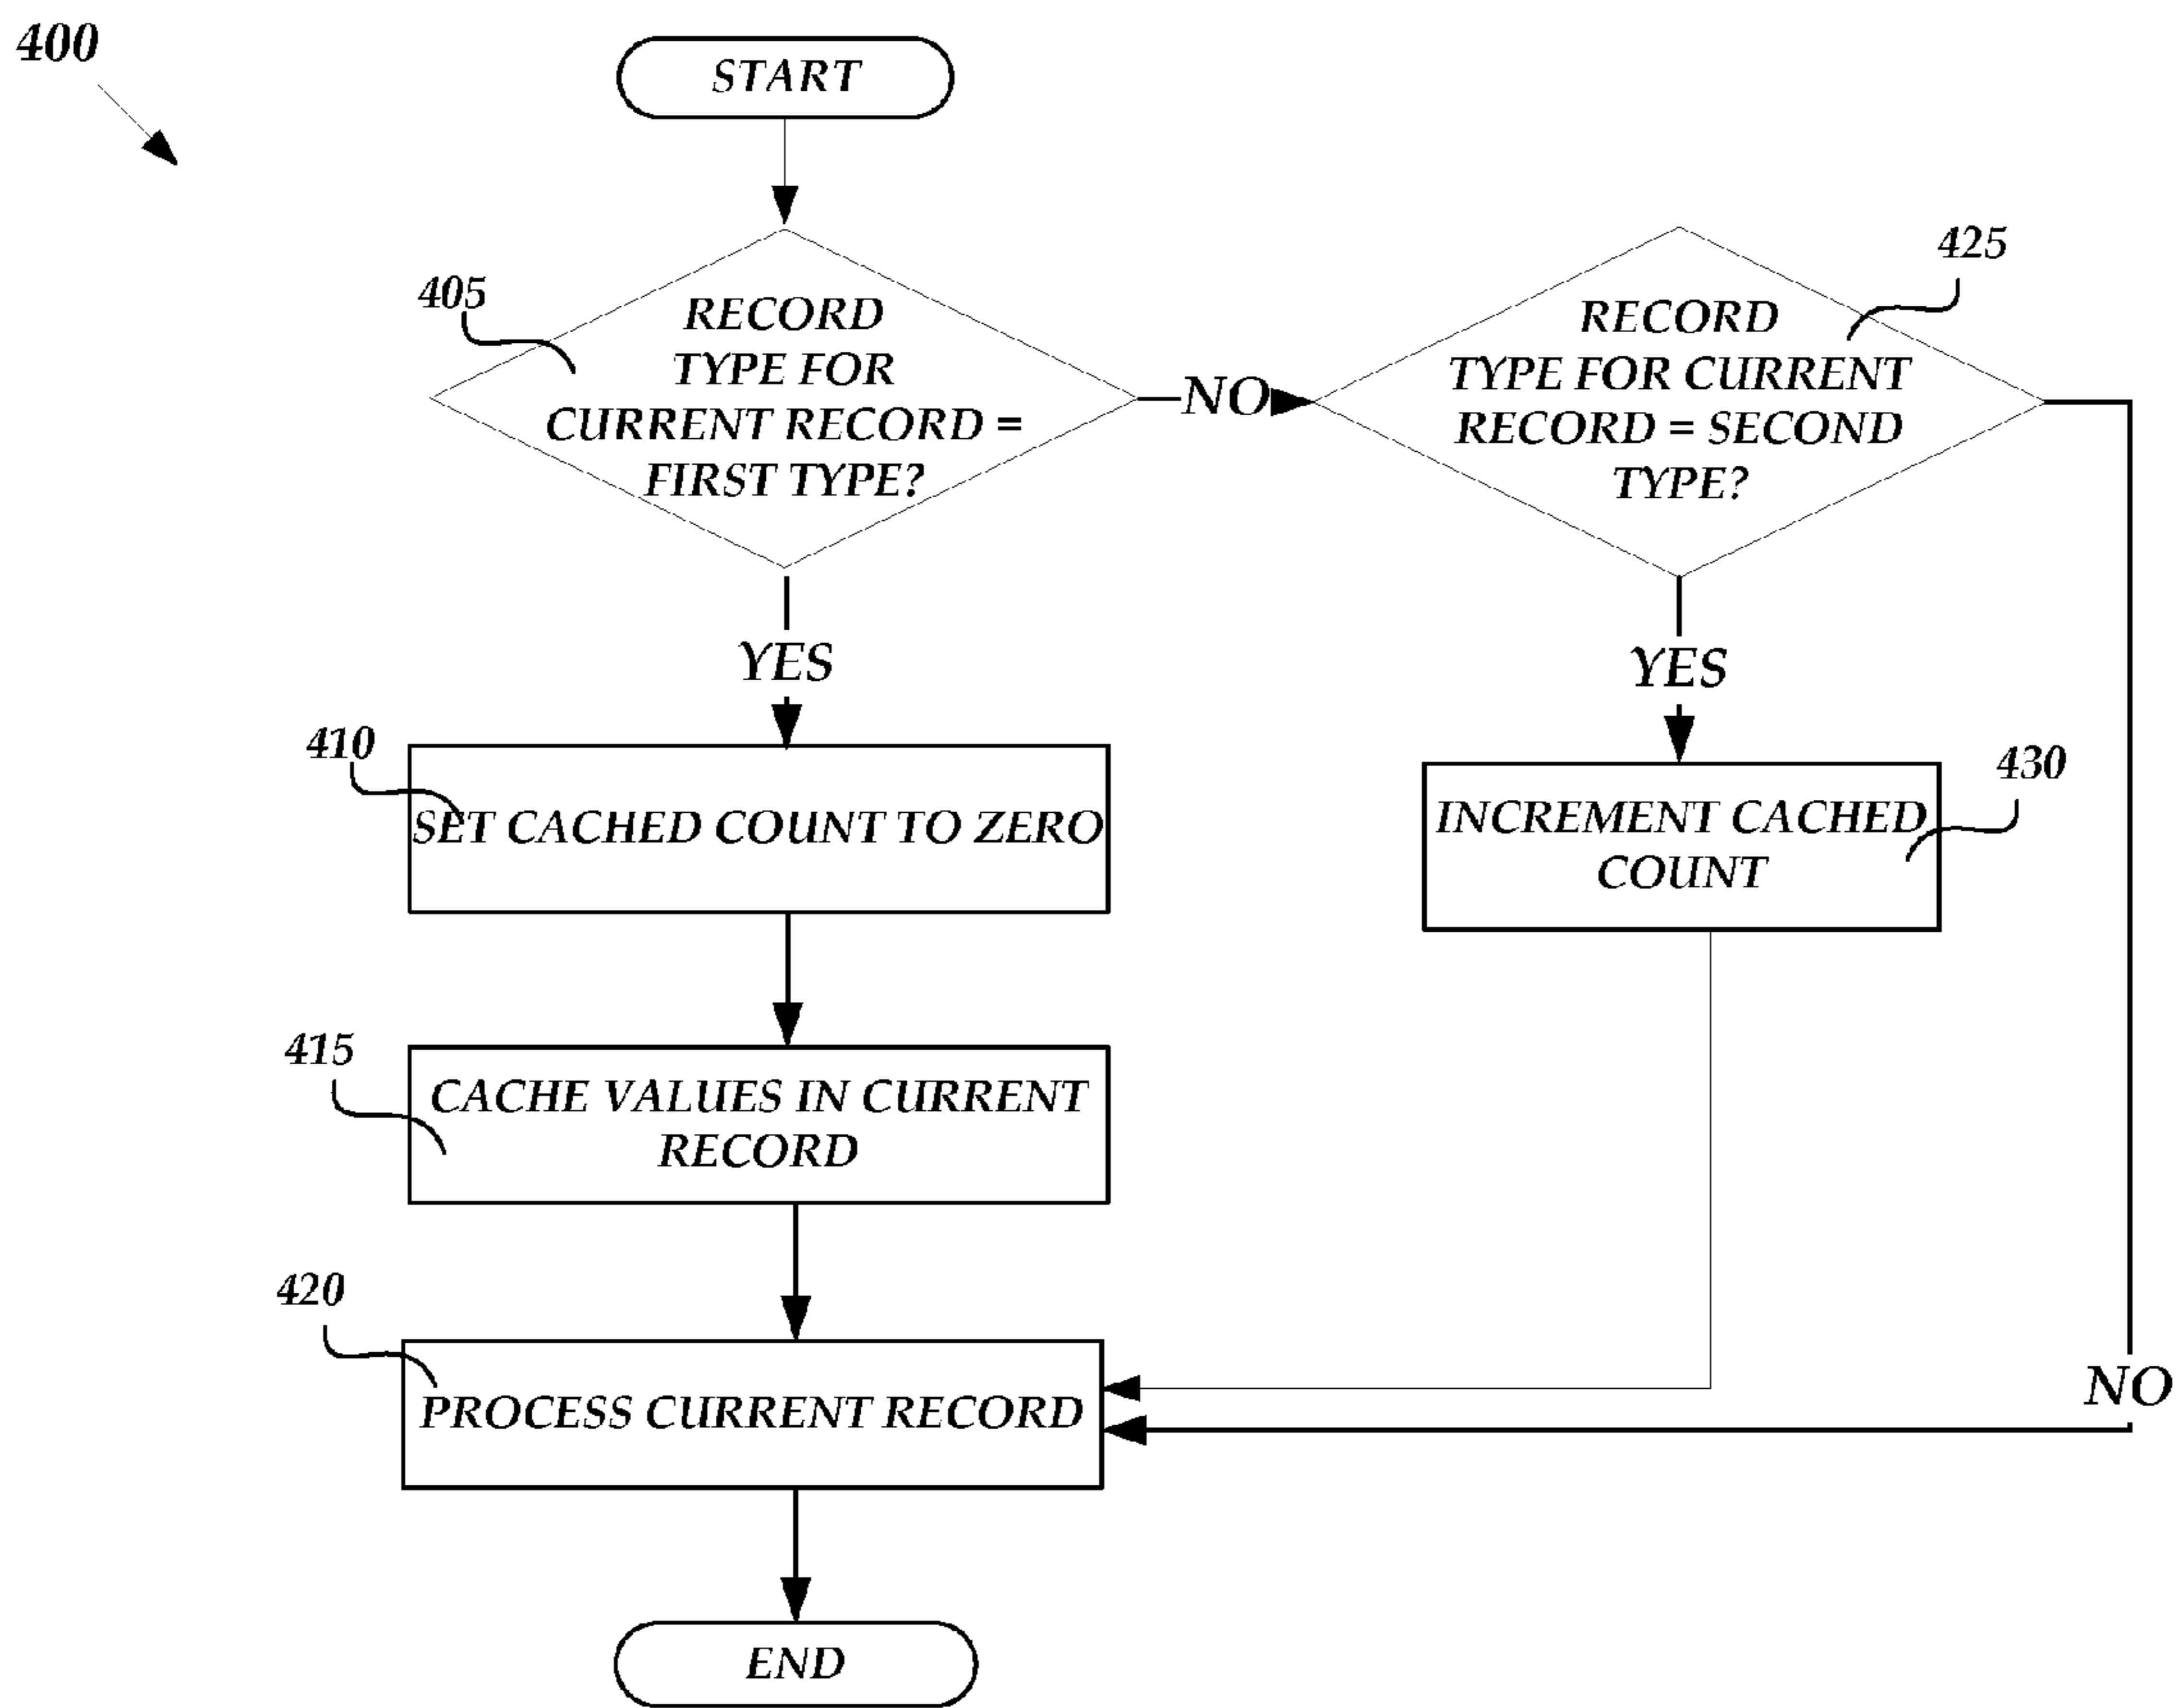 400
START
405
RECORD
TYPE FOR
CURRENT RECORD =
FIRST TYPE?
NO
425
RECORD
TYPE FOR CURRENT
RECORD = SECOND
TYPE?
YES
YES
410
SET CACHED COUNT TO ZERO
430
INCREMENT CACHED
COUNT
415
CACHE VALUES IN CURRENT
RECORD
420
PROCESS CURRENT RECORD
NO
END